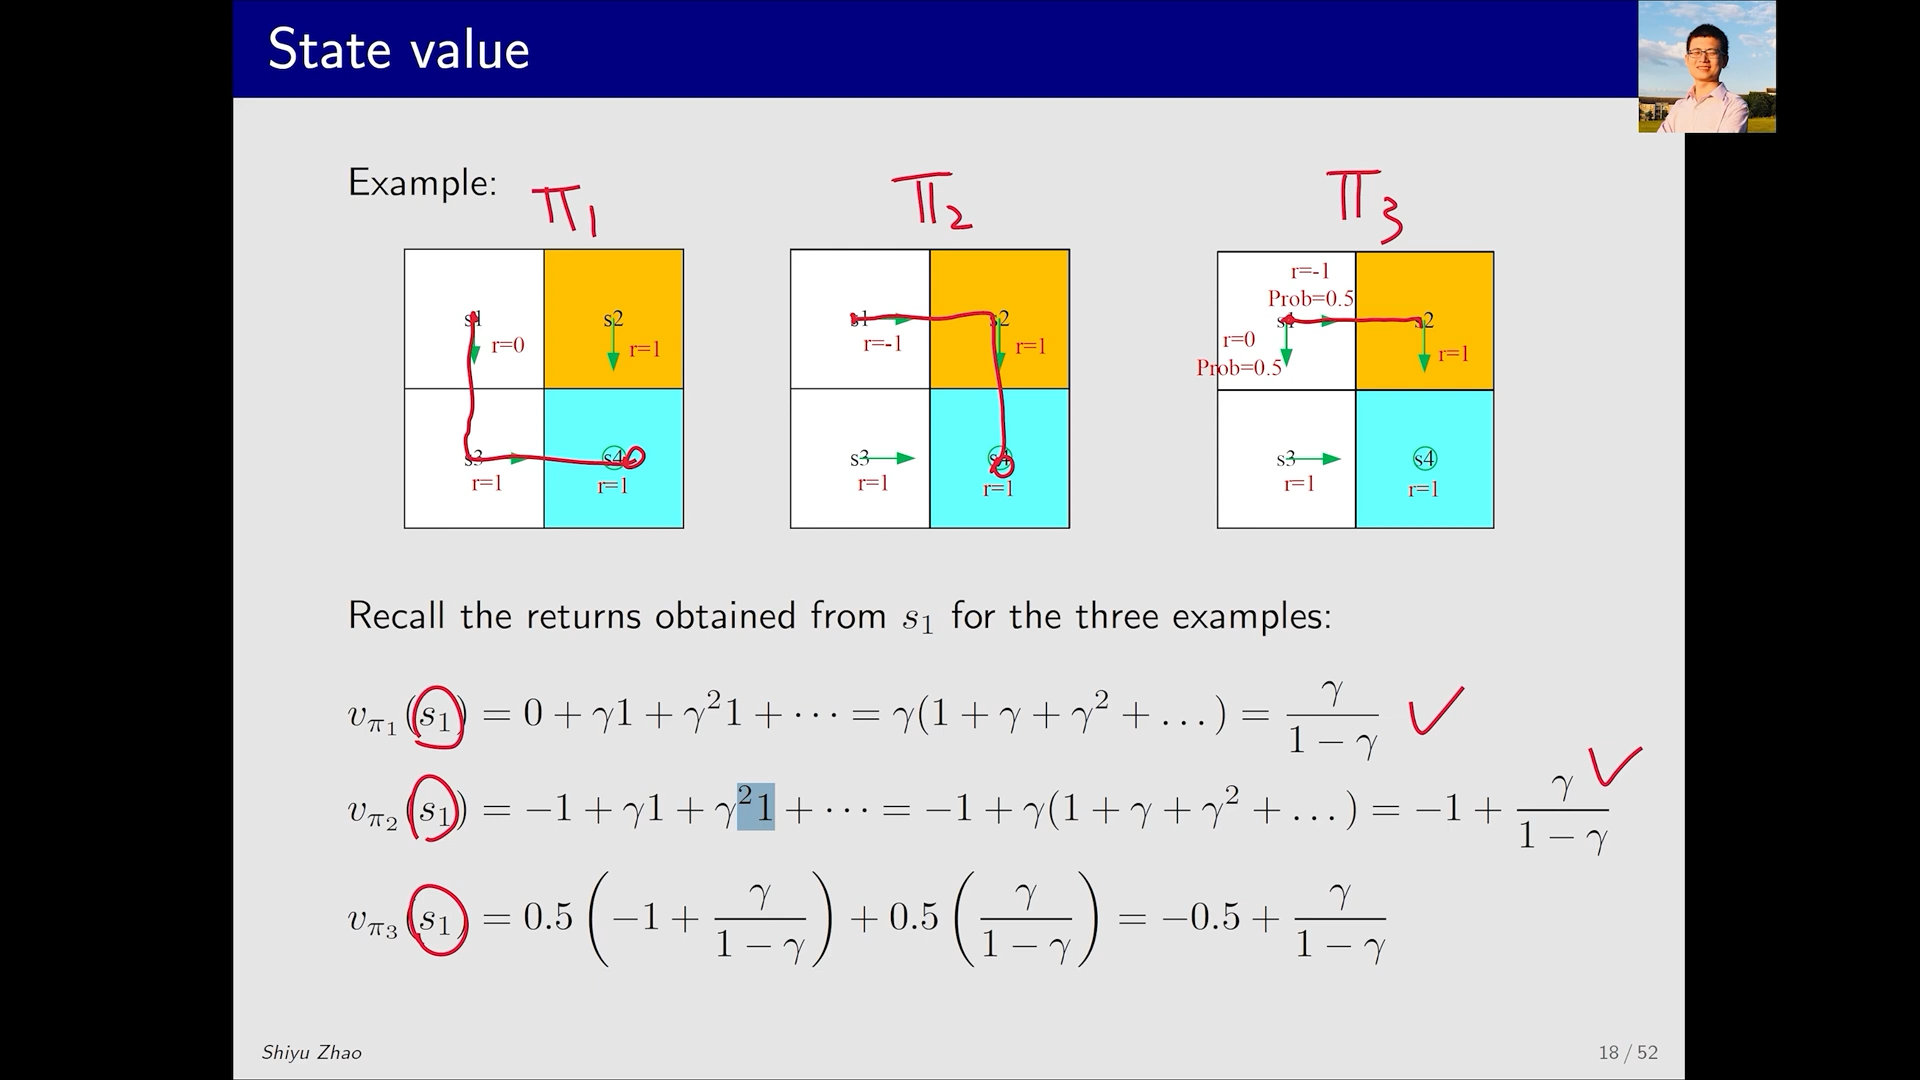 State value
Example:
π₁ π₂ π₃
s1 r=0 s2 r=1
s3 r=1 s4 r=1
s1 r=-1 s2 r=1
s3 r=1 s4 r=1
r=-1
Prob=0.5
s1 s2
r=0 r=1
Prob=0.5
s3 s4
r=1 r=1
Recall the returns obtained from s₁ for the three examples:
v_{π₁}(s₁) = 0 + γ1 + γ²1 + ⋯ = γ(1 + γ + γ² + ...) = γ/(1 − γ) ✓
v_{π₂}(s₁) = −1 + γ1 + γ²1 + ⋯ = −1 + γ(1 + γ + γ² + ...) = −1 + γ/(1 − γ) ✓
v_{π₃}(s₁) = 0.5(−1 + γ/(1 − γ)) + 0.5(γ/(1 − γ)) = −0.5 + γ/(1 − γ)
Shiyu Zhao 18 / 52